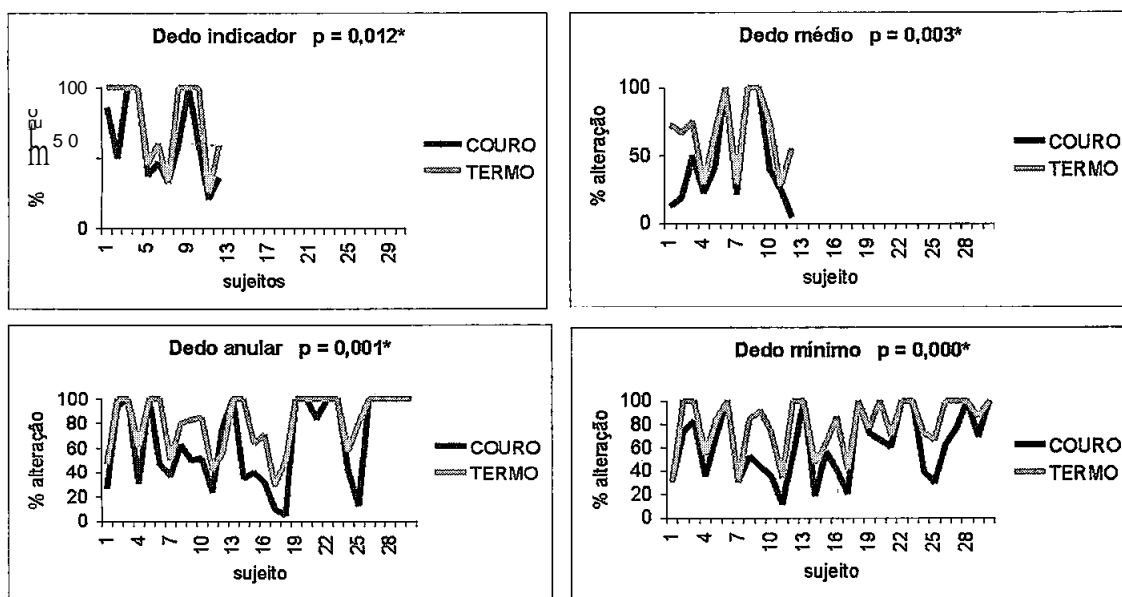 Dedo indicador p = 0,012*
100
50
0
%
1 5 9 13 17 21 25 29
sujeitos
COURO
TERMO
Dedo médio p = 0,003*
100
50
0
% alteração
1 4 7 10 13 16 19 22 25 28
sujeito
COURO
TERMO
Dedo anular p = 0,001*
100
80
60
40
20
0
% alteração
1 4 7 10 13 16 19 22 25 28
sujeito
COURO
TERMO
Dedo mínimo p = 0,000*
100
80
60
40
20
0
% alteração
1 4 7 10 13 16 19 22 25 28
sujeito
COURO
TERMO